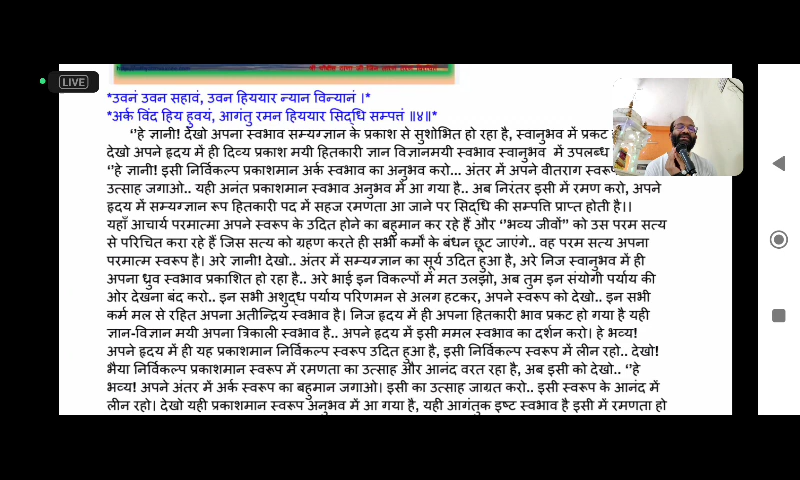 LIVE
*उवनं उवन सहावं, उवन हिययार न्यान विन्यानं ।*
*अर्क विंद हिय हुवयं, आगंतु रमन हिययार सिद्धि सम्पत्तं ॥४॥*
"हे ज्ञानी! देखो अपना स्वभाव सम्यग्ज्ञान के प्रकाश से सुशोभित हो रहा है, स्वानुभव में प्रकट
देखो अपने हृदय में ही दिव्य प्रकाश मयी हितकारी ज्ञान विज्ञानमयी स्वभाव स्वानुभव में उपलब्ध
"हे ज्ञानी! इसी निर्विकल्प प्रकाशमान अर्क स्वभाव का अनुभव करो... अंतर में अपने वीतराग
उत्साह जगाओ.. यही अनंत प्रकाशमान स्वभाव अनुभव में आ गया है.. अब निरंतर इसी में रमण करो, अपने
हृदय में सम्यग्ज्ञान रूप हितकारी पद में सहज रमणता आ जाने पर सिद्धि की सम्पत्ति प्राप्त होती है।।
यहाँ आचार्य परमात्मा अपने स्वरूप के उदित होने का बहुमान कर रहे हैं और "भव्य जीवों" को उस परम सत्य
से परिचित करा रहे हैं जिस सत्य को ग्रहण करते ही सभी कर्मों के बंधन छूट जाएंगे.. वह परम सत्य अपना
परमात्म स्वरूप है। अरे ज्ञानी! देखो.. अंतर में सम्यग्ज्ञान का सूर्य उदित हुआ है, अरे निज स्वानुभव में ही
अपना ध्रुव स्वभाव प्रकाशित हो रहा है.. अरे भाई इन विकल्पों में मत उलझो, अब तुम इन संयोगी पर्याय की
ओर देखना बंद करो.. इन सभी अशुद्ध पर्याय परिणमन से अलग हटकर, अपने स्वरूप को देखो.. इन सभी
कर्म मल से रहित अपना अतीन्द्रिय स्वभाव है। निज हृदय में ही अपना हितकारी भाव प्रकट हो गया है यही
ज्ञान-विज्ञान मयी अपना त्रिकाली स्वभाव है.. अपने हृदय में इसी ममल स्वभाव का दर्शन करो। हे भव्य!
अपने हृदय में ही यह प्रकाशमान निर्विकल्प स्वरूप उदित हुआ है, इसी निर्विकल्प स्वरूप में लीन रहो.. देखो!
भैया निर्विकल्प प्रकाशमान स्वरूप में रमणता का उत्साह और आनंद वरत रहा है, अब इसी को देखो.. "हे
भव्य! अपने अंतर में अर्क स्वरूप का बहुमान जगाओ। इसी का उत्साह जाग्रत करो.. इसी स्वरूप के आनंद में
लीन रहो। देखो यही प्रकाशमान स्वरूप अनुभव में आ गया है, यही आगंतुक इष्ट स्वभाव है इसी में रमणता हो